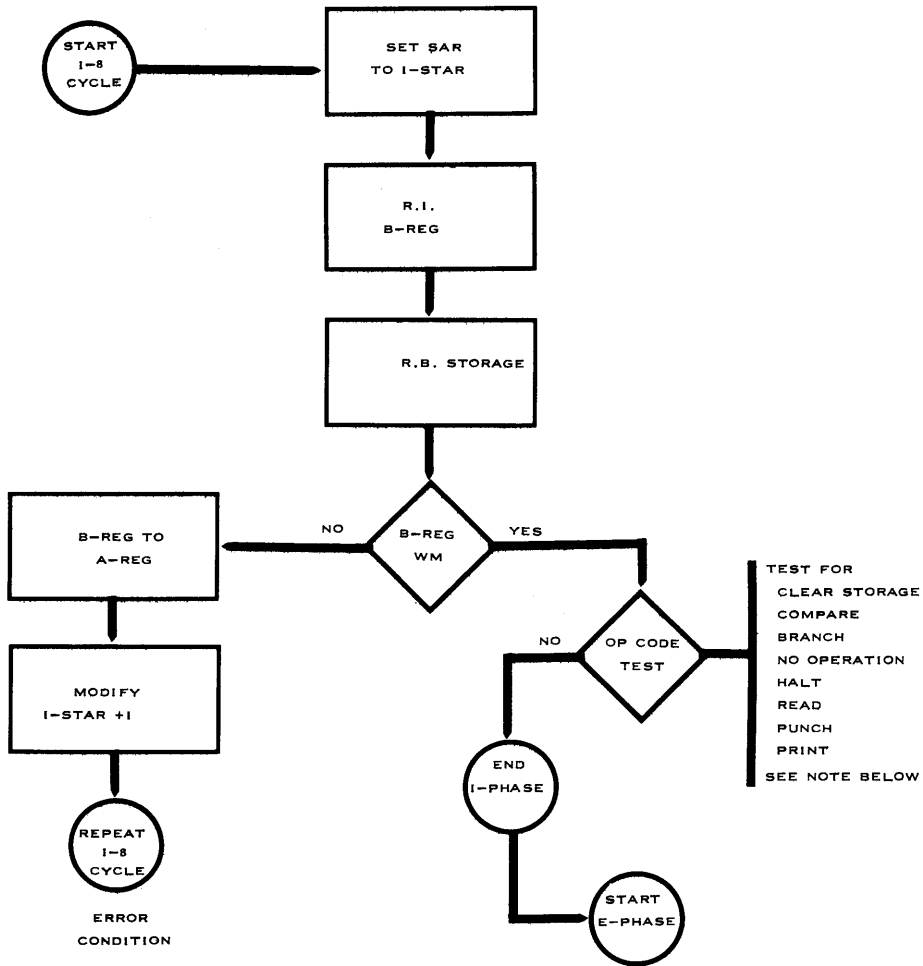 START
I-8
CYCLE
SET SAR
TO I-STAR
R.I.
B-REG
R.B. STORAGE
B-REG
WM
NO
YES
B-REG TO
A-REG
MODIFY
I-STAR +1
REPEAT
I-8
CYCLE
ERROR
CONDITION
OP CODE
TEST
NO
TEST FOR
CLEAR STORAGE
COMPARE
BRANCH
NO OPERATION
HALT
READ
PUNCH
PRINT
SEE NOTE BELOW
END
I-PHASE
START
E-PHASE